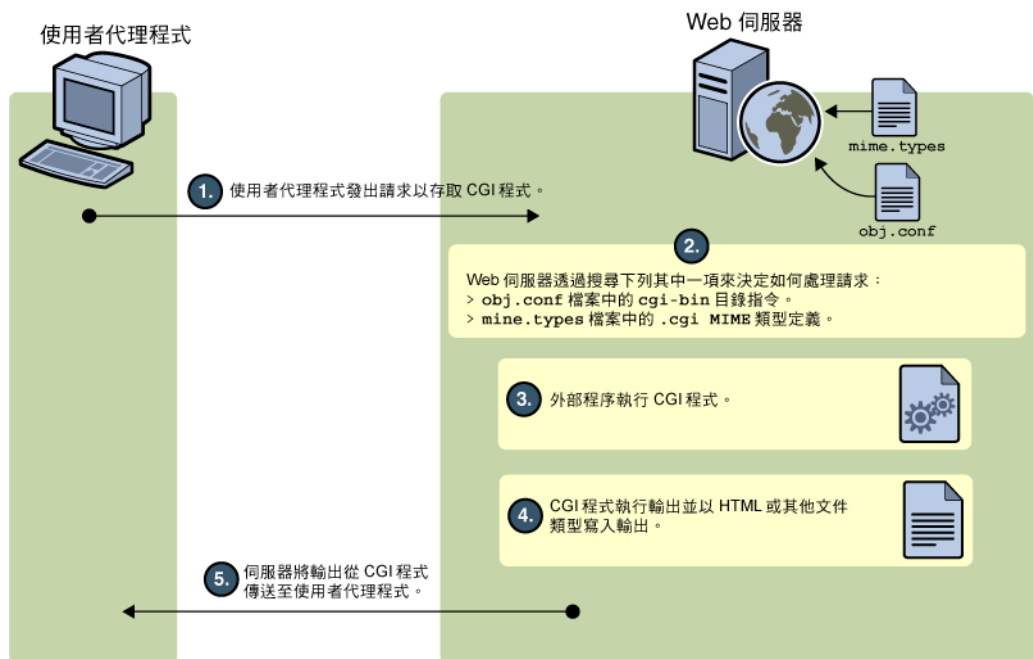 使用者代理程式
Web 伺服器
mime.types
obj.conf
1.
使用者代理程式發出請求以存取 CGI 程式。
2.
Web 伺服器透過搜尋下列其中一項來決定如何處理請求：
> obj.conf 檔案中的 cgi-bin 目錄指令。
> mine.types 檔案中的 .cgi MIME 類型定義。
3.
外部程序執行 CGI 程式。
4.
CGI 程式執行輸出並以 HTML 或其他文件
類型寫入輸出。
5.
伺服器將輸出從 CGI 程式
傳送至使用者代理程式。